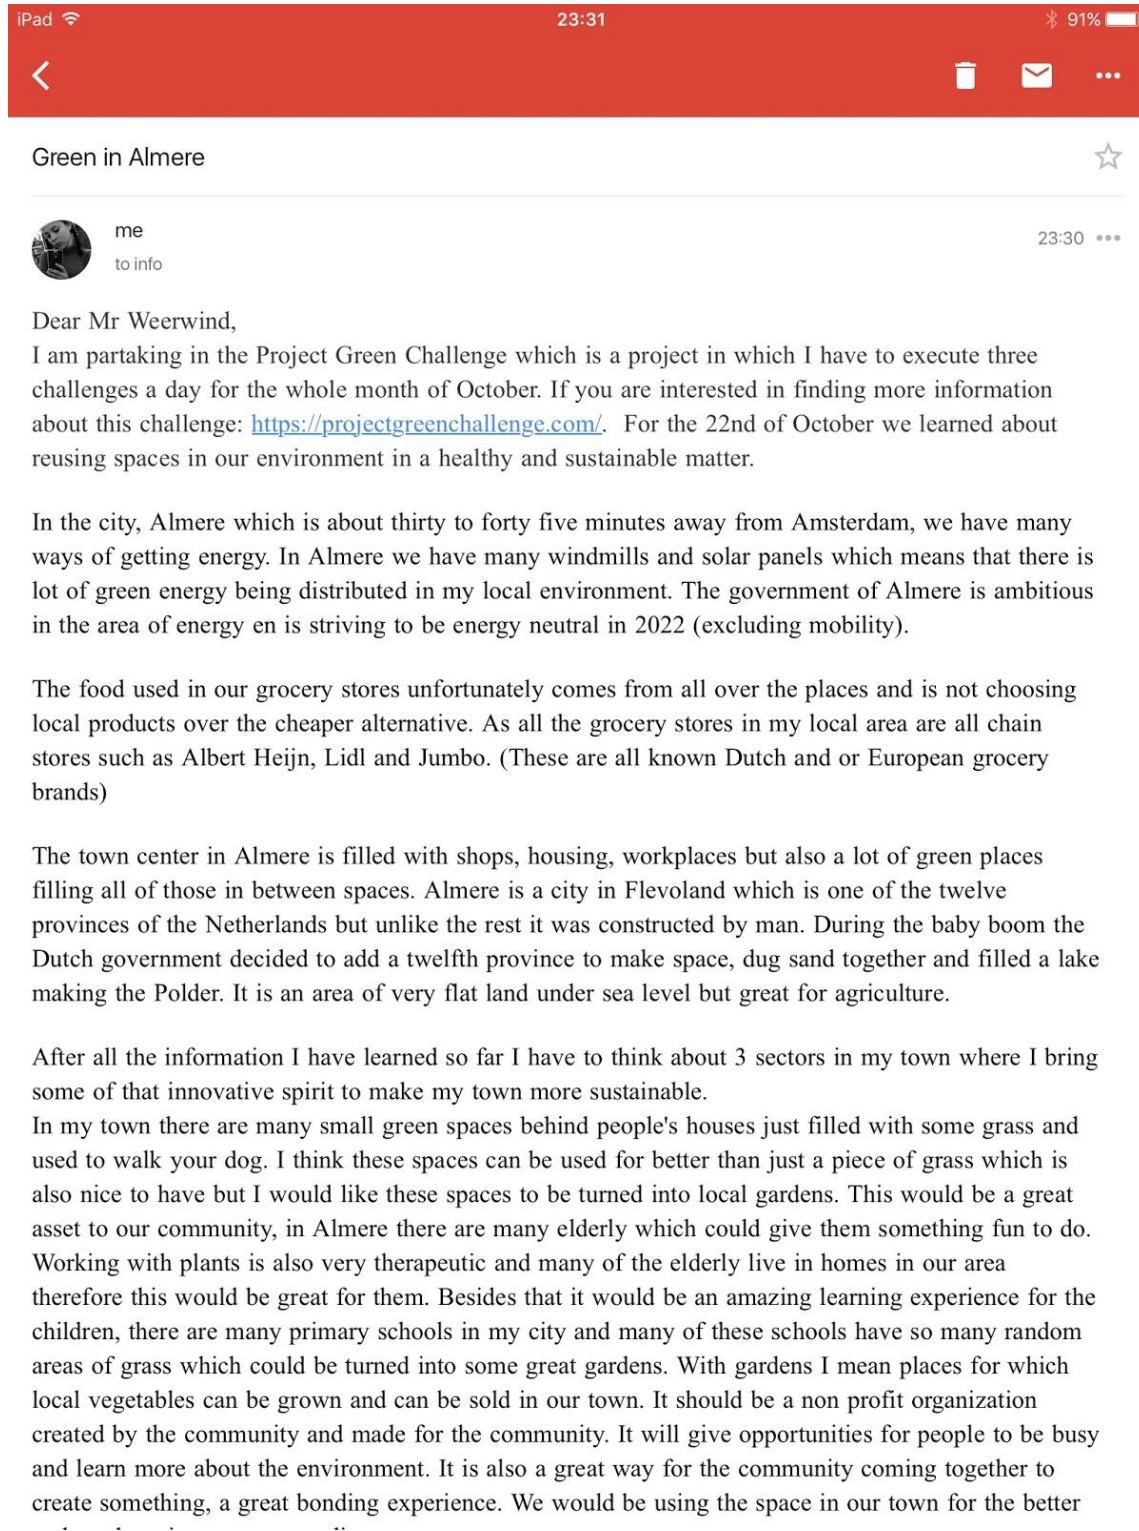 iPad
23:31
91%
Green in Almere
me
23:30
to info
Dear Mr Weerwind,
I am partaking in the Project Green Challenge which is a project in which I have to execute three
challenges a day for the whole month of October. If you are interested in finding more information
about this challenge: https://projectgreenchallenge.com/. For the 22nd of October we learned about
reusing spaces in our environment in a healthy and sustainable matter.
In the city, Almere which is about thirty to forty five minutes away from Amsterdam, we have many
ways of getting energy. In Almere we have many windmills and solar panels which means that there is
lot of green energy being distributed in my local environment. The government of Almere is ambitious
in the area of energy en is striving to be energy neutral in 2022 (excluding mobility).
The food used in our grocery stores unfortunately comes from all over the places and is not choosing
local products over the cheaper alternative. As all the grocery stores in my local area are all chain
stores such as Albert Heijn, Lidl and Jumbo. (These are all known Dutch and or European grocery
brands)
The town center in Almere is filled with shops, housing, workplaces but also a lot of green places
filling all of those in between spaces. Almere is a city in Flevoland which is one of the twelve
provinces of the Netherlands but unlike the rest it was constructed by man. During the baby boom the
Dutch government decided to add a twelfth province to make space, dug sand together and filled a lake
making the Polder. It is an area of very flat land under sea level but great for agriculture.
After all the information I have learned so far I have to think about 3 sectors in my town where I bring
some of that innovative spirit to make my town more sustainable.
In my town there are many small green spaces behind people's houses just filled with some grass and
used to walk your dog. I think these spaces can be used for better than just a piece of grass which is
also nice to have but I would like these spaces to be turned into local gardens. This would be a great
asset to our community, in Almere there are many elderly which could give them something fun to do.
Working with plants is also very therapeutic and many of the elderly live in homes in our area
therefore this would be great for them. Besides that it would be an amazing learning experience for the
children, there are many primary schools in my city and many of these schools have so many random
areas of grass which could be turned into some great gardens. With gardens I mean places for which
local vegetables can be grown and can be sold in our town. It should be a non profit organization
created by the community and made for the community. It will give opportunities for people to be busy
and learn more about the environment. It is also a great way for the community coming together to
create something, a great bonding experience. We would be using the space in our town for the better